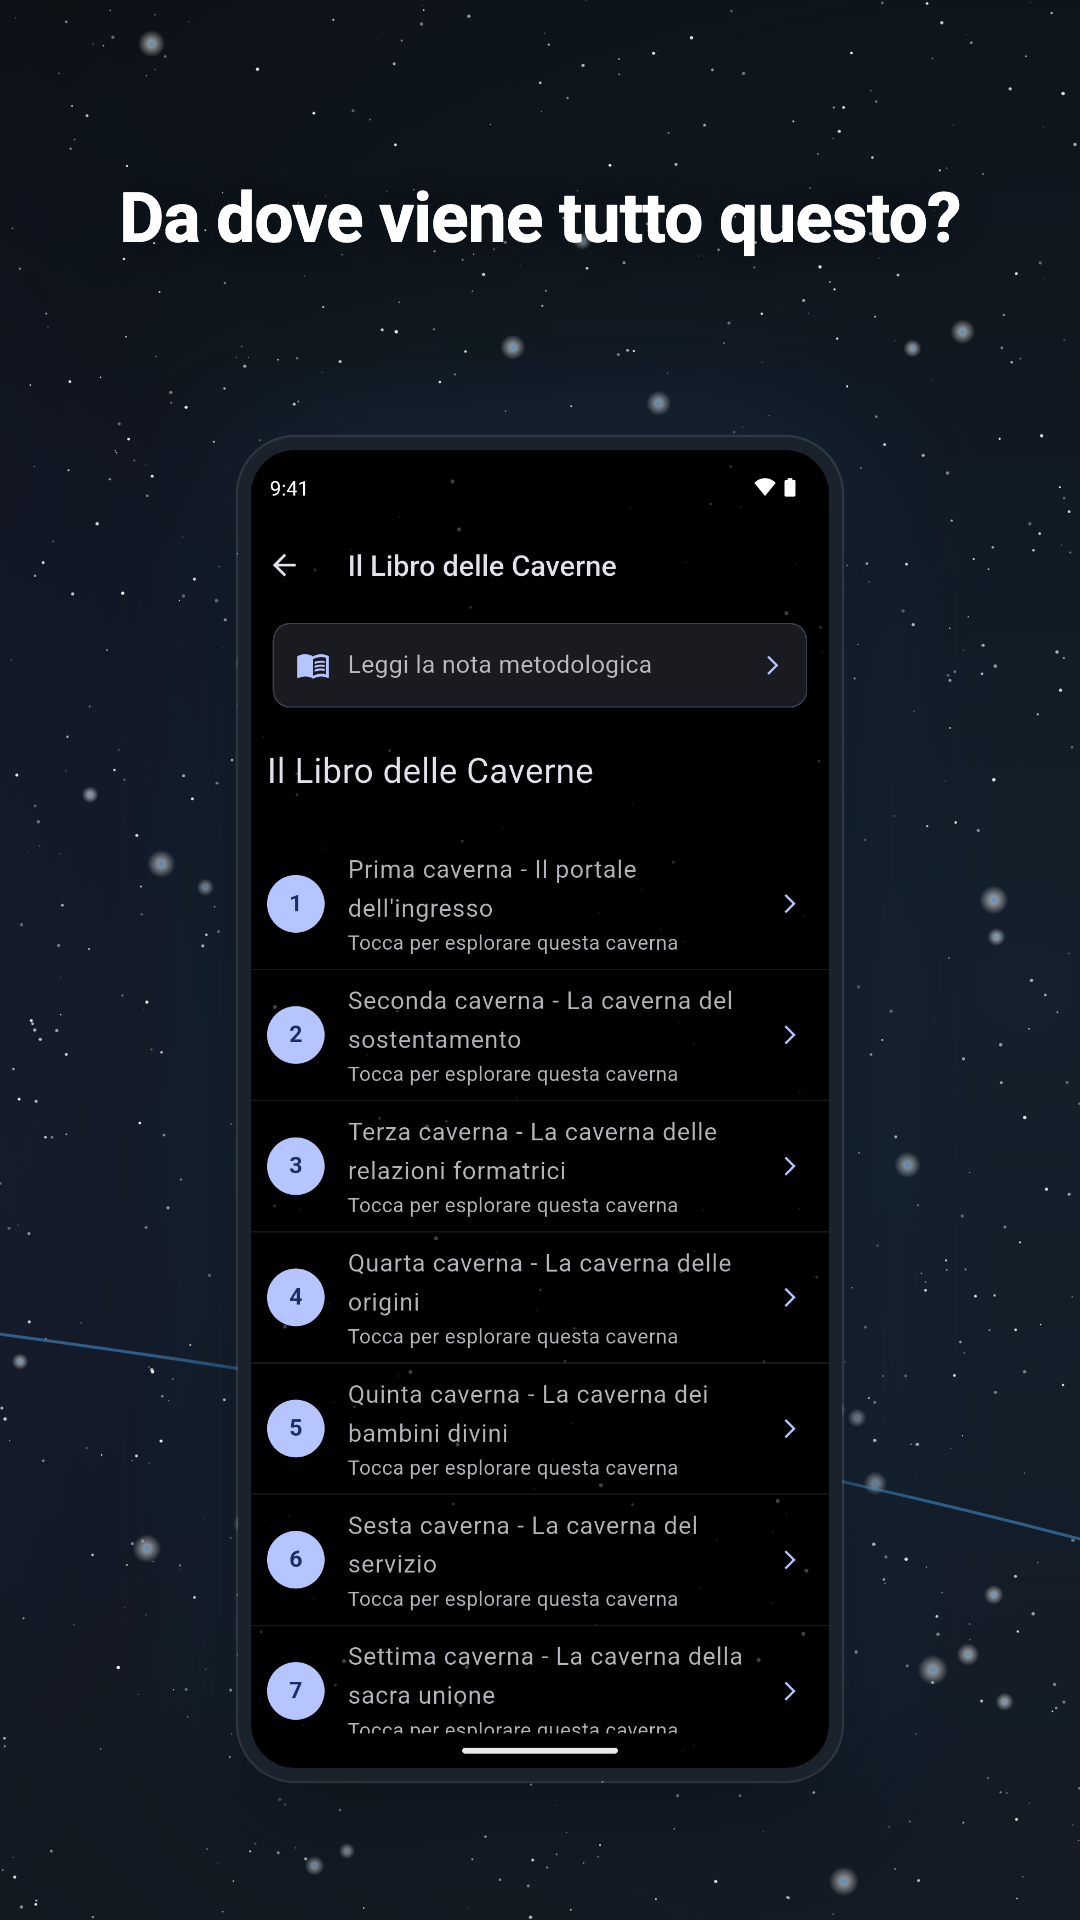 Da dove viene tutto questo?
9:41
Il Libro delle Caverne
Leggi la nota metodologica
Il Libro delle Caverne
1
Prima caverna - Il portale
dell'ingresso
Tocca per esplorare questa caverna
2
Seconda caverna - La caverna del
sostentamento
Tocca per esplorare questa caverna
3
Terza caverna - La caverna delle
relazioni formatrici
Tocca per esplorare questa caverna
4
Quarta caverna - La caverna delle
origini
Tocca per esplorare questa caverna
5
Quinta caverna - La caverna dei
bambini divini
Tocca per esplorare questa caverna
6
Sesta caverna - La caverna del
servizio
Tocca per esplorare questa caverna
7
Settima caverna - La caverna della
sacra unione
Tocca per esplorare questa caverna